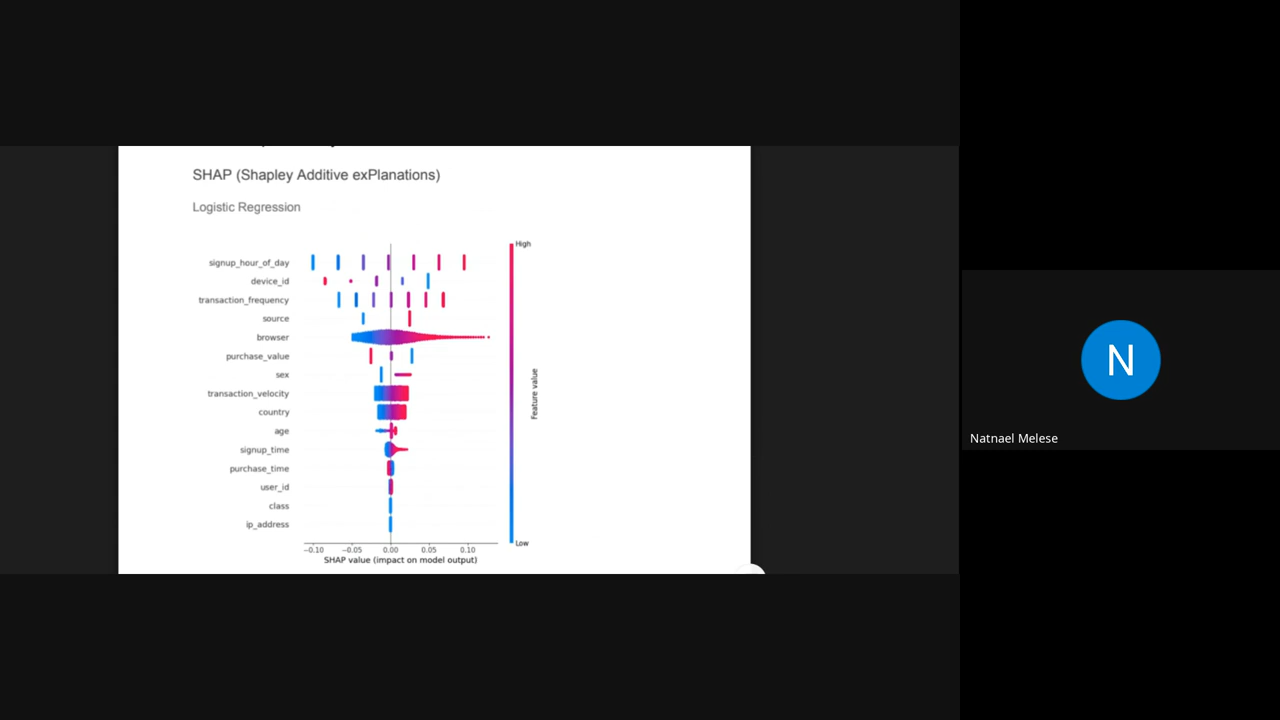 SHAP (Shapley Additive exPlanations)
Logistic Regression
High
signup_hour_of_day
device_id
transaction_frequency
source
browser
purchase_value
sex
transaction_velocity
country
age
signup_time
purchase_time
user_id
class
ip_address
Feature value
Low
−0.10 −0.05 0.00 0.05 0.10
SHAP value (impact on model output)
N
Natnael Melese